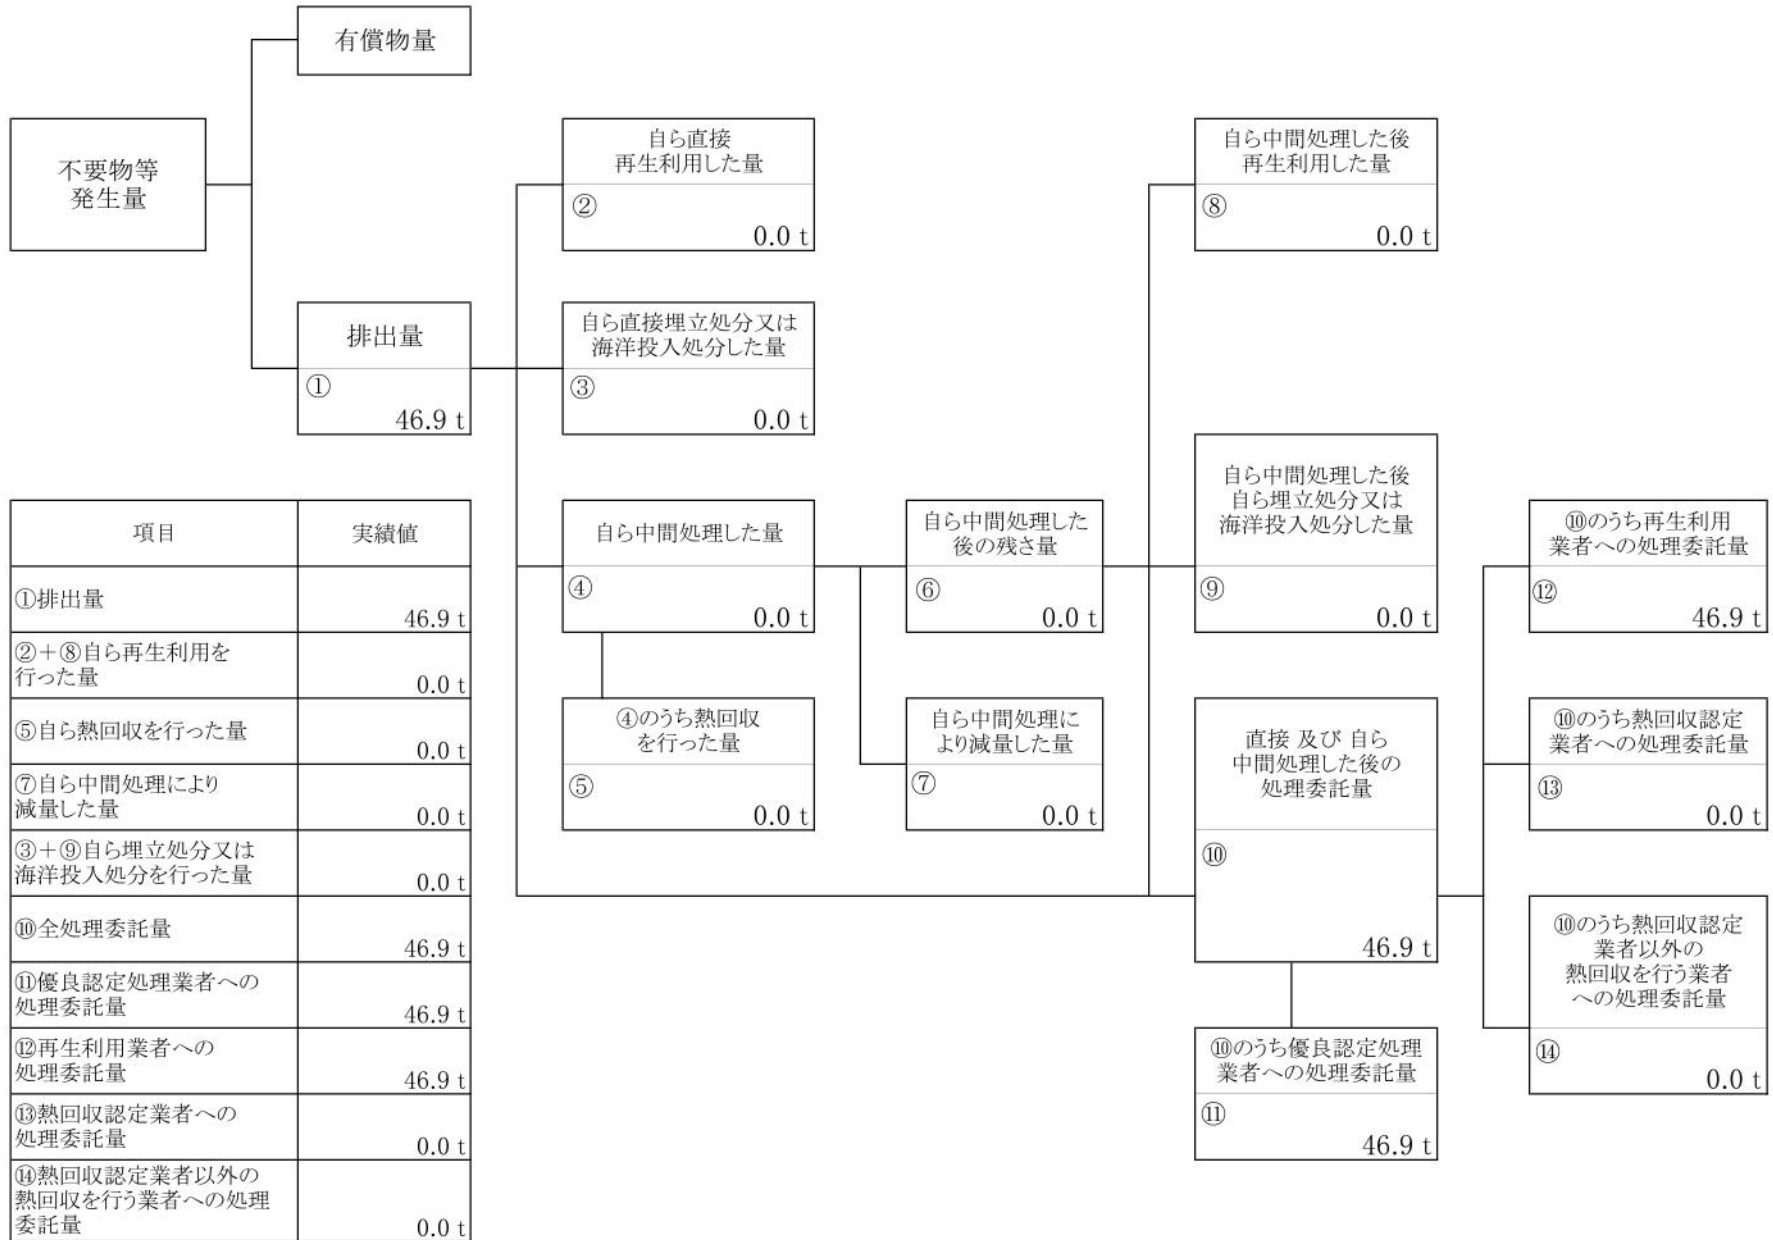 有償物量
不要物等
発生量
自ら直接
再生利用した量
②
0.0 t
自ら中間処理した後
再生利用した量
⑧
0.0 t
排出量
①
46.9 t
自ら直接埋立処分又は
海洋投入処分した量
③
0.0 t
自ら中間処理した量
④
0.0 t
自ら中間処理した
後の残さ量
⑥
0.0 t
自ら中間処理した後
自ら埋立処分又は
海洋投入処分した量
⑨
0.0 t
⑩のうち再生利用
業者への処理委託量
⑫
46.9 t
④のうち熱回収
を行った量
⑤
0.0 t
自ら中間処理に
より減量した量
⑦
0.0 t
直接 及び 自ら
中間処理した後の
処理委託量
⑩
46.9 t
⑩のうち熱回収認定
業者への処理委託量
⑬
0.0 t
⑩のうち熱回収認定
業者以外の
熱回収を行う業者
への処理委託量
⑭
0.0 t
⑩のうち優良認定処理
業者への処理委託量
⑪
46.9 t
項目 実績値
①排出量
46.9 t
②+⑧自ら再生利用を
行った量
0.0 t
⑤自ら熱回収を行った量
0.0 t
⑦自ら中間処理により
減量した量
0.0 t
③+⑨自ら埋立処分又は
海洋投入処分を行った量
0.0 t
⑩全処理委託量
46.9 t
⑪優良認定処理業者への
処理委託量
46.9 t
⑫再生利用業者への
処理委託量
46.9 t
⑬熱回収認定業者への
処理委託量
0.0 t
⑭熱回収認定業者以外の
熱回収を行う業者への処理
委託量
0.0 t